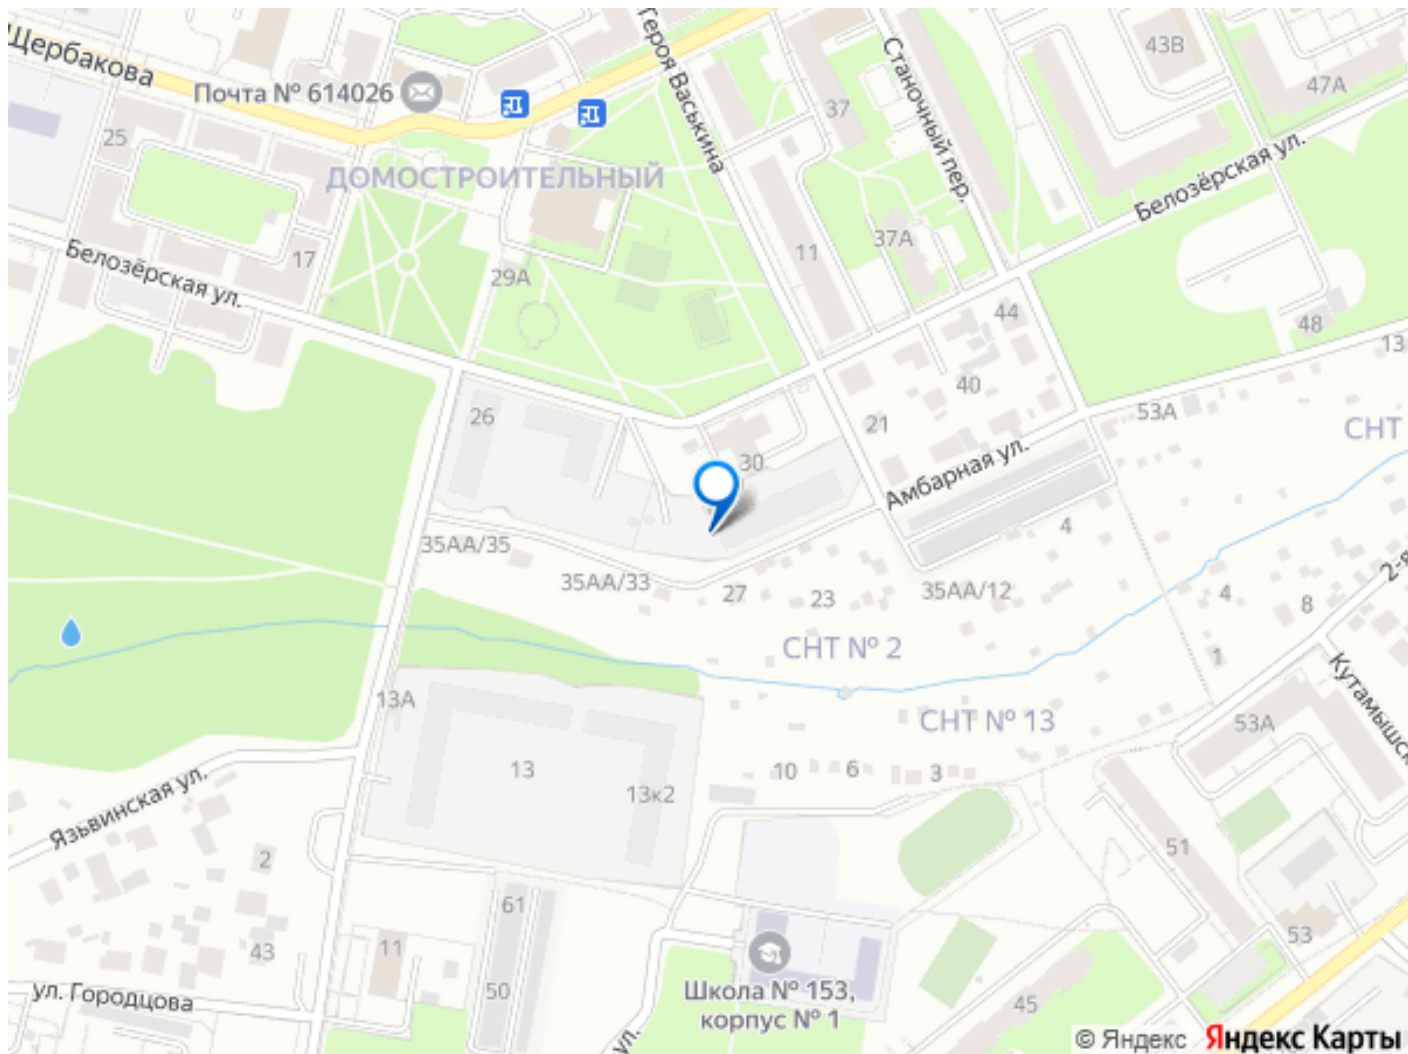 Щербакова
Героя Васькина
Станочный пер.
43В
47А
Почта № 614026
37
25
ДОМОСТРОИТЕЛЬНЫЙ
Белозёрская ул.
37А
11
Белозёрская ул.
17
29А
44
48
13
40
53А
26
21
СНТ
30
Амбарная ул.
4
35АА/35
35АА/33
27
23
35АА/12
4
8
2-я
СНТ № 2
1
Кутамышск
13А
СНТ № 13
53А
13
10
6
3
13к2
Язьвинская ул.
2
51
61
11
43
53
50
ул. Городцова
Школа № 153,
корпус № 1
45
ул.
© Яндекс Яндекс Карты